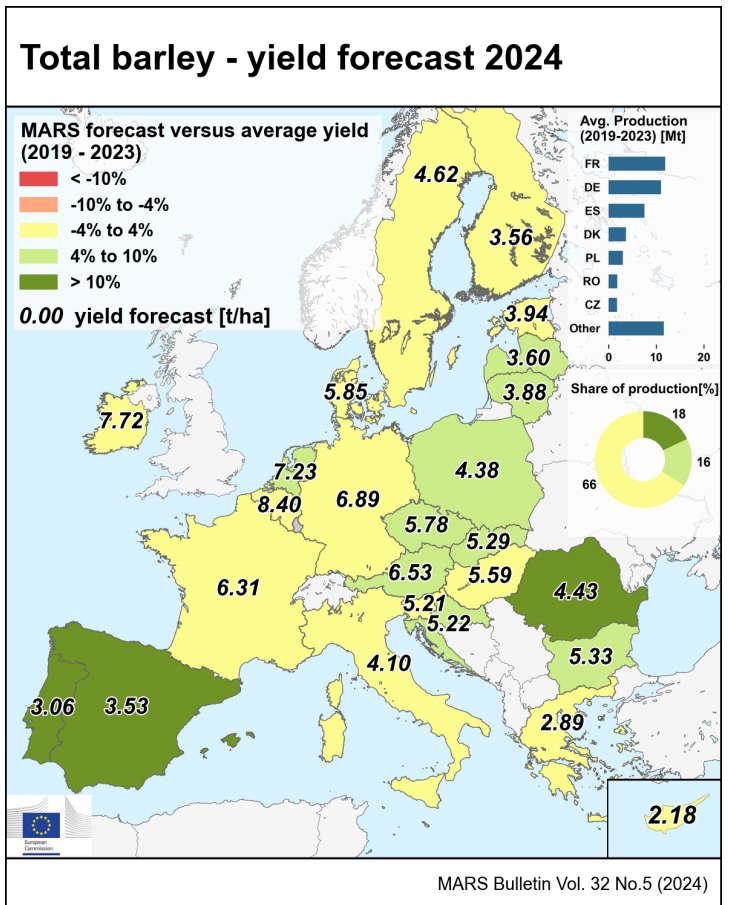 Total barley - yield forecast 2024
MARS forecast versus average yield
(2019 - 2023)
< -10%
-10% to -4%
-4% to 4%
4% to 10%
> 10%
0.00 yield forecast [t/ha]
Avg. Production
(2019-2023) [Mt]
FR
DE
ES
DK
PL
RO
CZ
Other
0 10 20
Share of production[%]
18
16
66
4.62
3.56
3.94
3.60
3.88
5.85
7.72
7.23
8.40
6.89
4.38
5.78
5.29
6.53
5.59
6.31
5.21
5.22
4.43
5.33
4.10
3.06
3.53
2.89
2.18
European
Commission
MARS Bulletin Vol. 32 No.5 (2024)